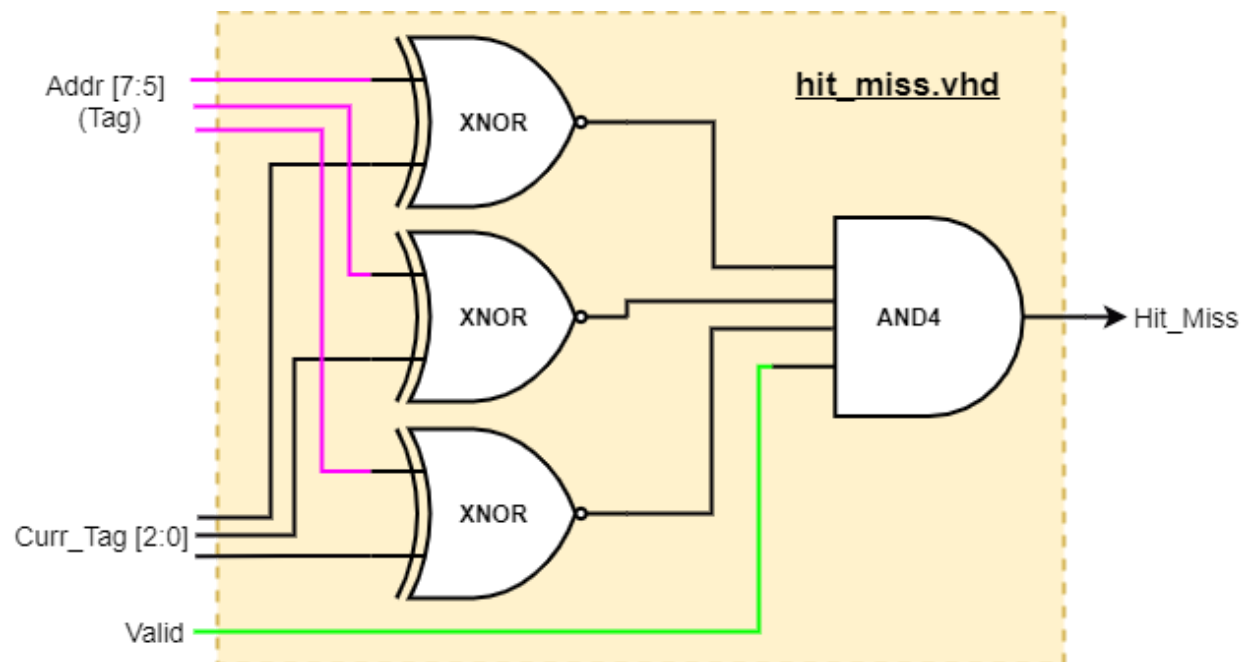 Addr [7:5]
(Tag)
hit_miss.vhd
XNOR
XNOR
AND4
Hit_Miss
XNOR
Curr_Tag [2:0]
Valid